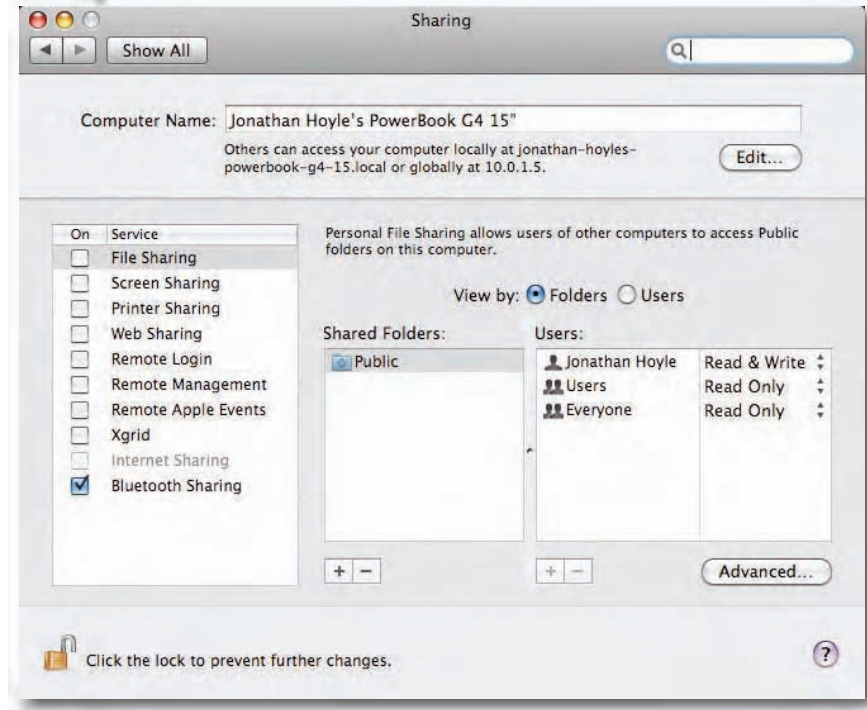 Sharing
Show All
Computer Name: Jonathan Hoyle's PowerBook G4 15"
Others can access your computer locally at jonathan-hoyles-
powerbook-g4-15.local or globally at 10.0.1.5.
Edit...
On Service
File Sharing
Screen Sharing
Printer Sharing
Web Sharing
Remote Login
Remote Management
Remote Apple Events
Xgrid
Internet Sharing
Bluetooth Sharing
Personal File Sharing allows users of other computers to access Public
folders on this computer.
View by: Folders Users
Shared Folders:
Public
Users:
Jonathan Hoyle Read & Write
Users Read Only
Everyone Read Only
+ −
+ −
Advanced...
Click the lock to prevent further changes.
?